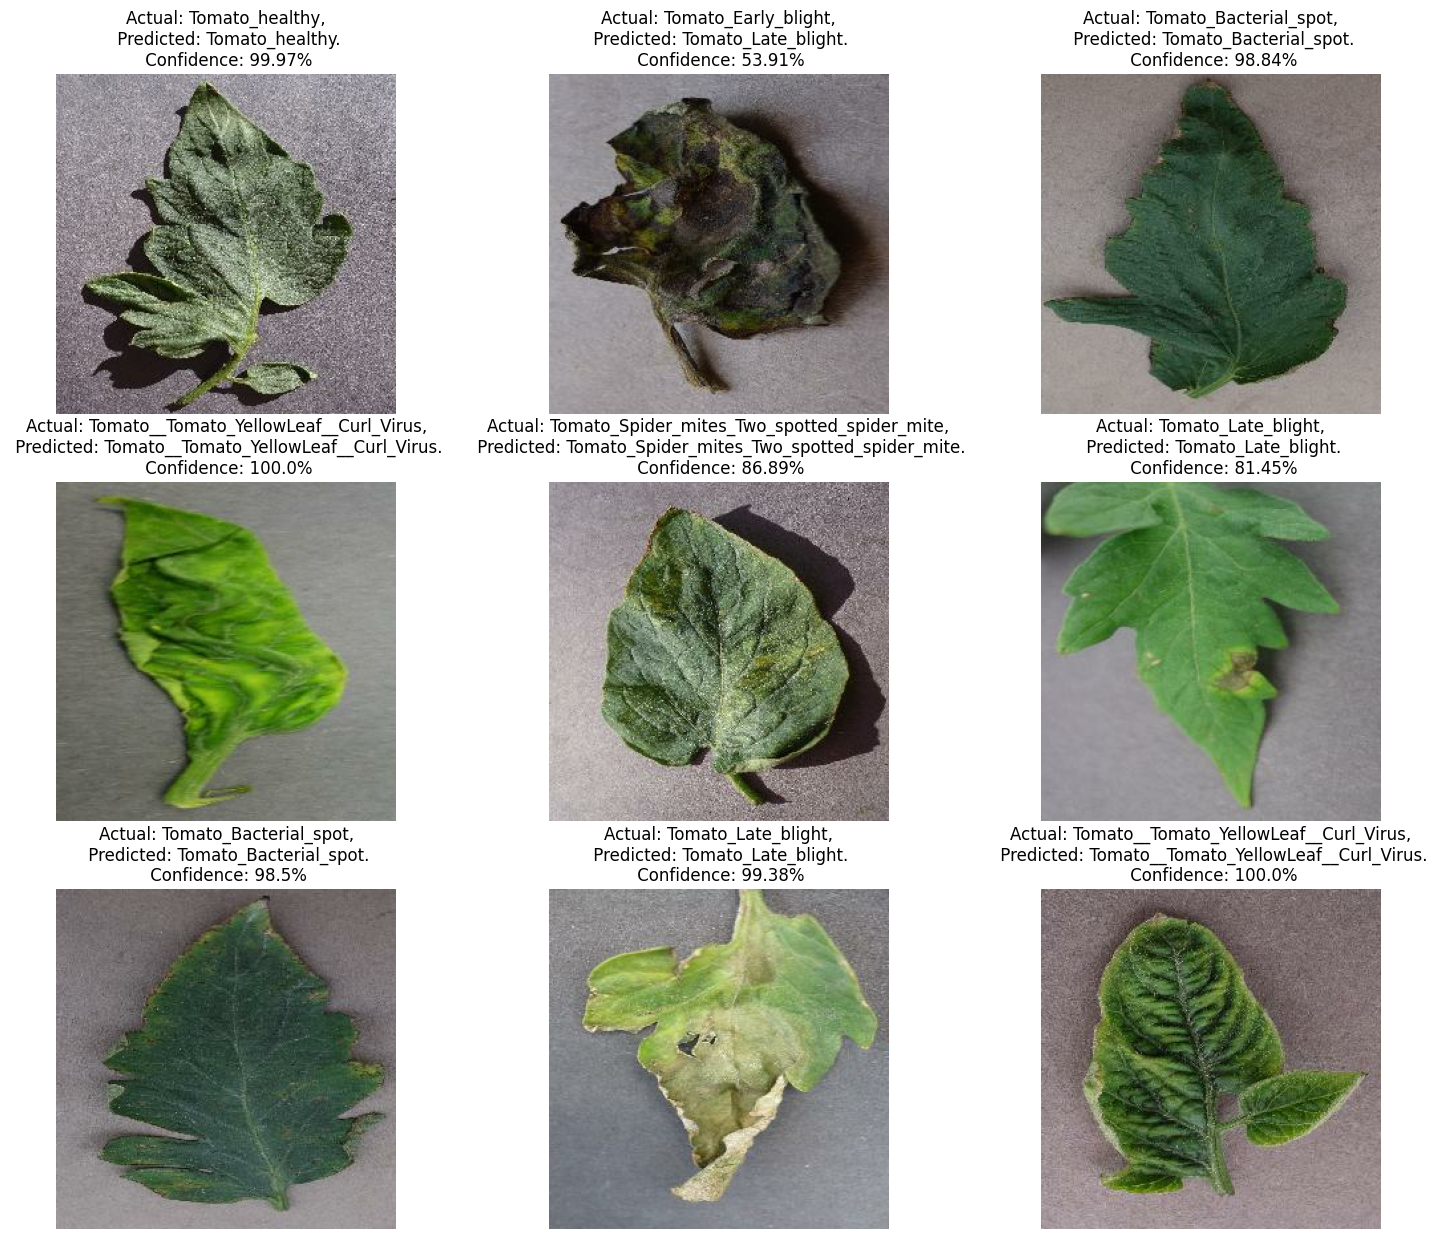 Actual: Tomato_healthy,
Predicted: Tomato_healthy.
Confidence: 99.97%
Actual: Tomato_Early_blight,
Predicted: Tomato_Late_blight.
Confidence: 53.91%
Actual: Tomato_Bacterial_spot,
Predicted: Tomato_Bacterial_spot.
Confidence: 98.84%
Actual: Tomato__Tomato_YellowLeaf__Curl_Virus,
Predicted: Tomato__Tomato_YellowLeaf__Curl_Virus.
Confidence: 100.0%
Actual: Tomato_Spider_mites_Two_spotted_spider_mite,
Predicted: Tomato_Spider_mites_Two_spotted_spider_mite.
Confidence: 86.89%
Actual: Tomato_Late_blight,
Predicted: Tomato_Late_blight.
Confidence: 81.45%
Actual: Tomato_Bacterial_spot,
Predicted: Tomato_Bacterial_spot.
Confidence: 98.5%
Actual: Tomato_Late_blight,
Predicted: Tomato_Late_blight.
Confidence: 99.38%
Actual: Tomato__Tomato_YellowLeaf__Curl_Virus,
Predicted: Tomato__Tomato_YellowLeaf__Curl_Virus.
Confidence: 100.0%